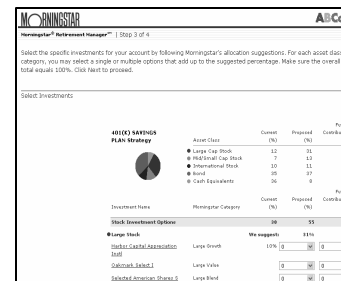 MORNINGSTAR ABCo
Morningstar® Retirement Manager℠ | Step 3 of 4
Select the specific investments for your account by following Morningstar's allocation suggestions. For each asset class
category, you may select a single or multiple options that add up to the suggested percentage. Make sure the overall
total equals 100%. Click Next to proceed.
Select Investments
401(K) SAVINGS
PLAN Strategy
Asset Class Current (%) Proposed (%) Contribu
Large Cap Stock 12 31
Mid/Small Cap Stock 7 13
International Stock 10 11
Bond 35 37
Cash Equivalents 36 8
Investment Name Morningstar Category Current (%) Proposed (%) Contribu
Stock Investment Options 30 55
Large Stock We suggest: 31%
Harbor Capital Appreciation Instl Large Growth 10% 0 0
Oakmark Select I Large Value 0 0
Selected American Shares S Large Blend 0 0